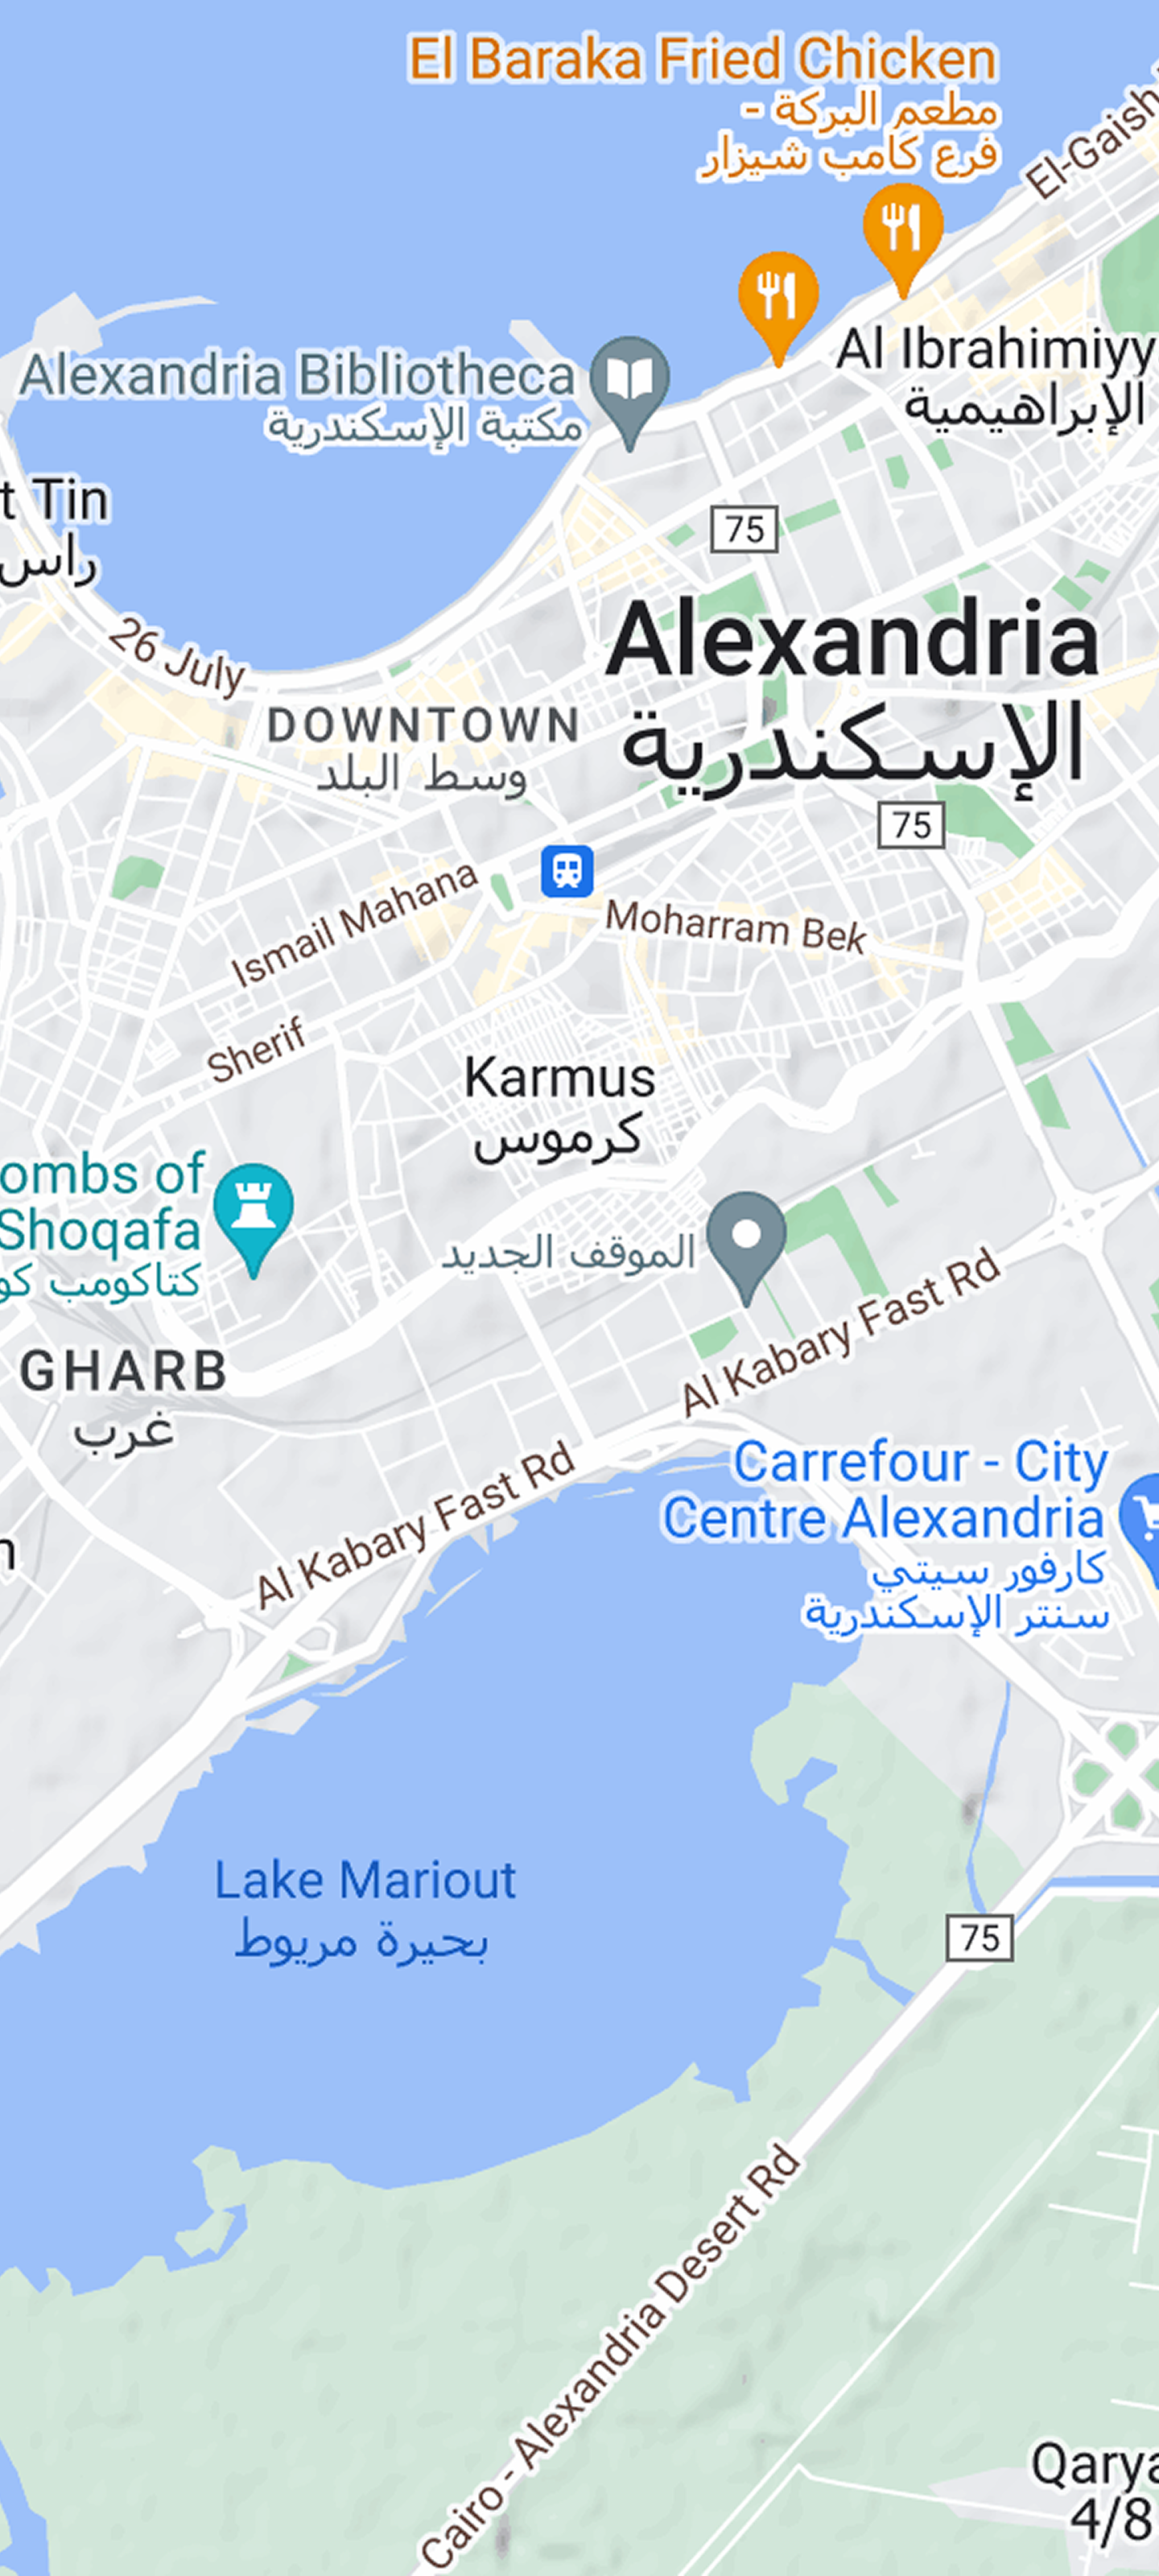 El Baraka Fried Chicken
مطعم البركة -
فرع كامب شيزار
El-Gaish
Alexandria Bibliotheca
مكتبة الإسكندرية
Al Ibrahimiyy
الإبراهيمية
t Tin
راس
75
26 July
Alexandria
الإسكندرية
DOWNTOWN
وسط البلد
75
Ismail Mahana
Moharram Bek
Sherif
Karmus
كرموس
ombs of
Shoqafa
كتاكومب كو
الموقف الجديد
GHARB
غرب
Al Kabary Fast Rd
Al Kabary Fast Rd
Carrefour - City
Centre Alexandria
كارفور سيتي
سنتر الإسكندرية
n
Lake Mariout
بحيرة مريوط
75
Cairo - Alexandria Desert Rd
Qarya
4/8